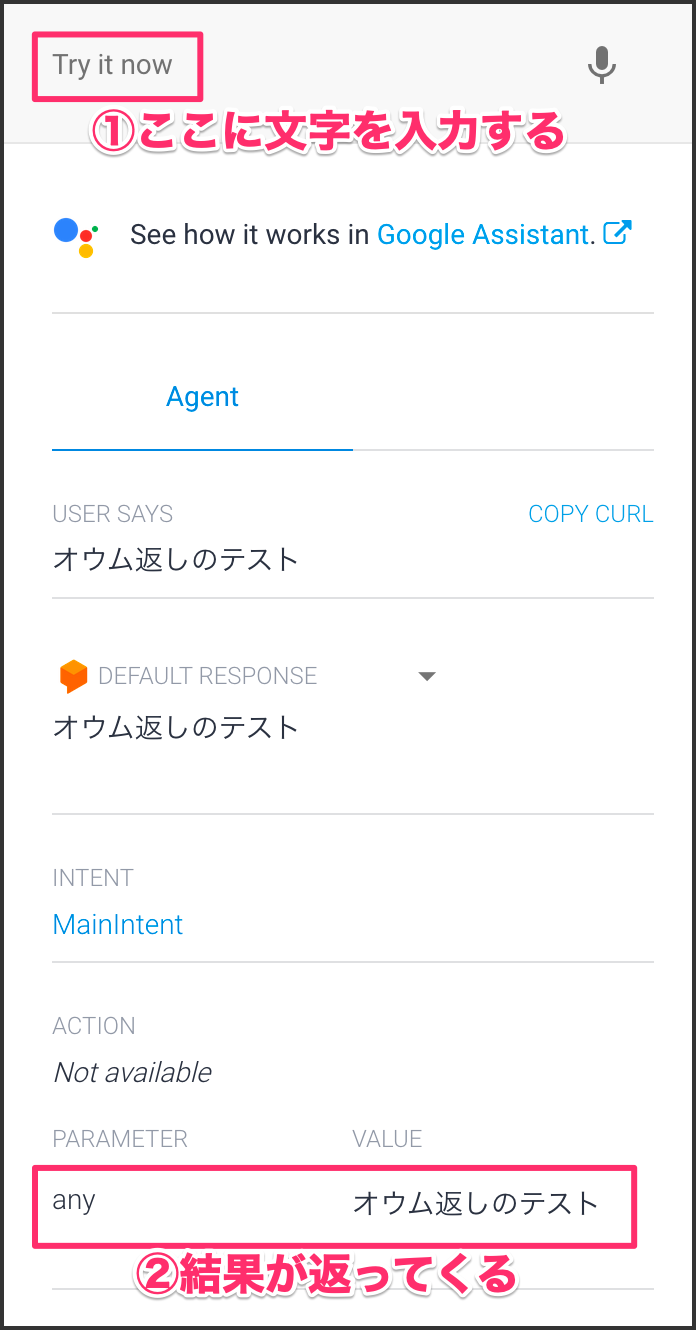 Try it now
①ここに文字を入力する
See how it works in Google Assistant.
Agent
USER SAYS COPY CURL
オウム返しのテスト
DEFAULT RESPONSE
オウム返しのテスト
INTENT
MainIntent
ACTION
Not available
PARAMETER VALUE
any オウム返しのテスト
②結果が返ってくる